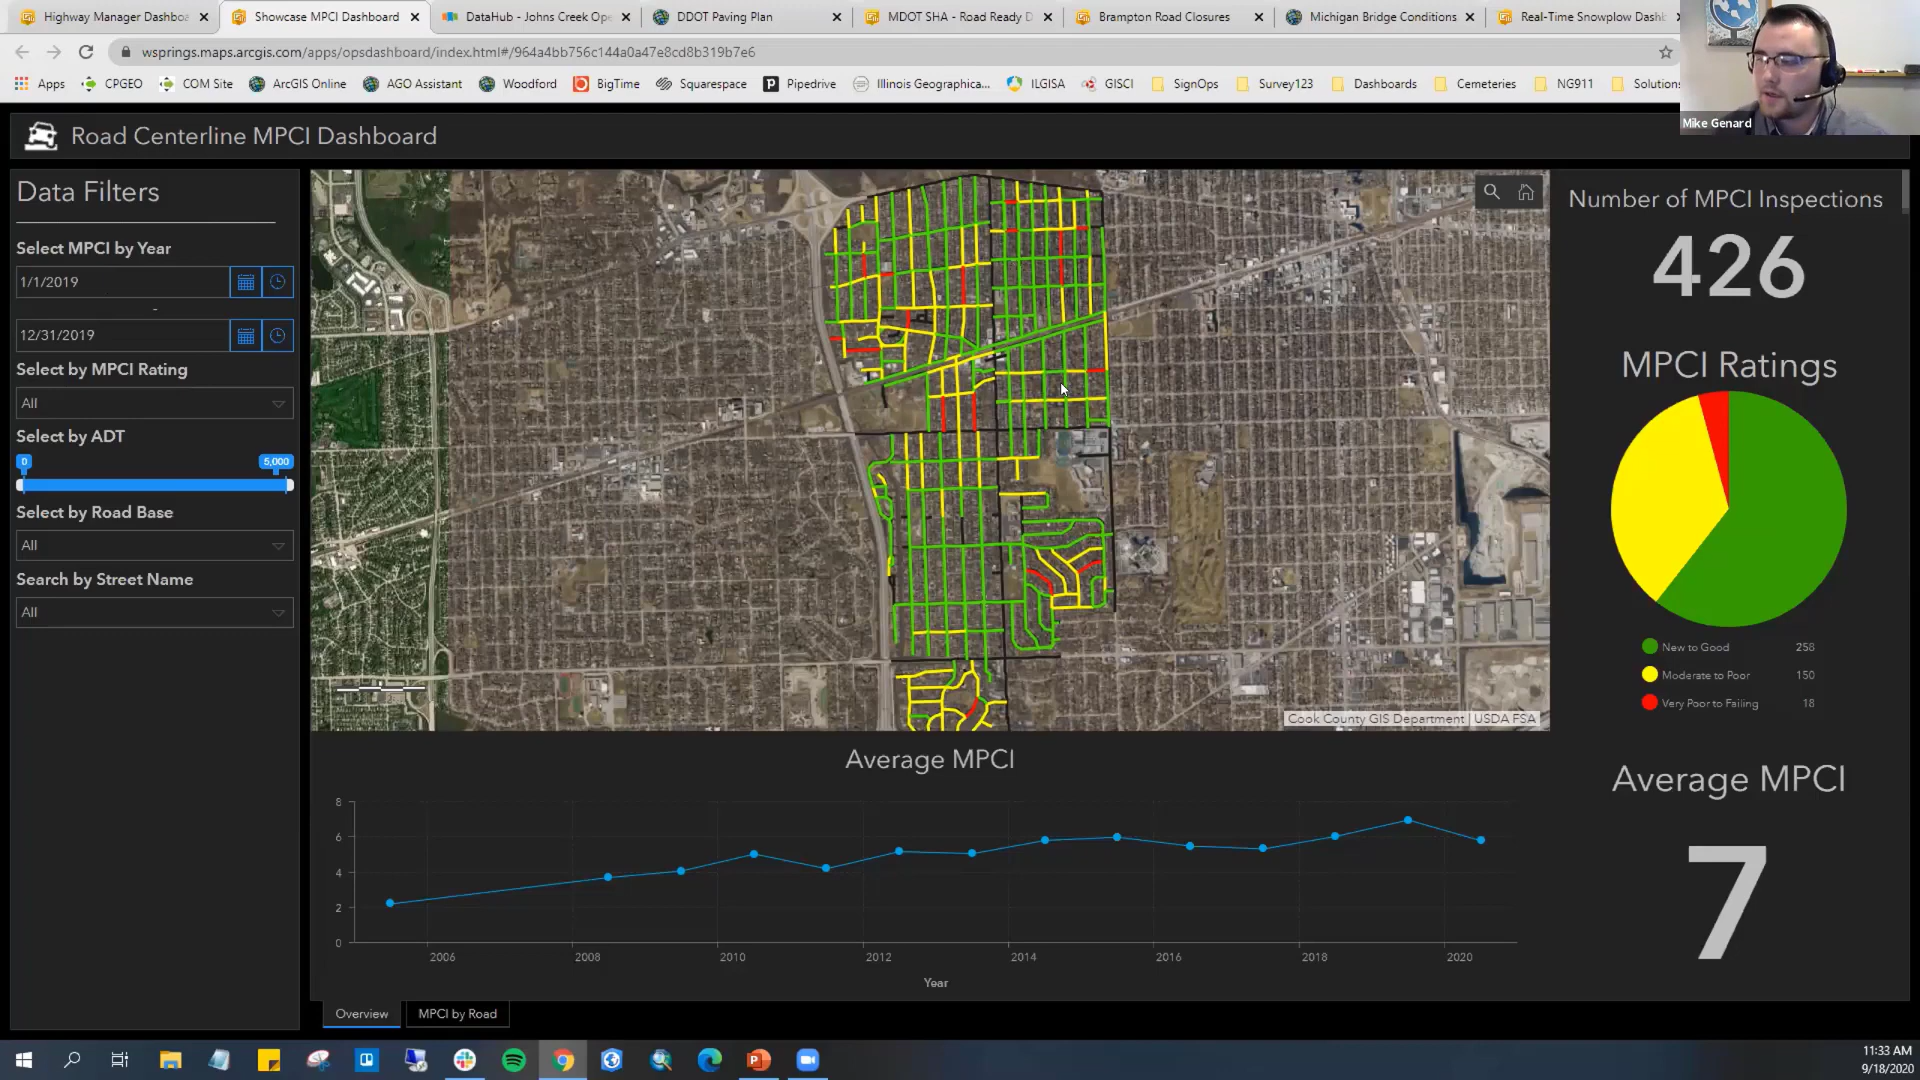 Highway Manager Dashboa
Showcase MPCI Dashboard
DataHub - Johns Creek Ope
DDOT Paving Plan
MDOT SHA - Road Ready D
Brampton Road Closures
Michigan Bridge Conditions
Real-Time Snowplow Dashb
wsprings.maps.arcgis.com/apps/opsdashboard/index.html#/964a4bb756c144a0a47e8cd8b319b7e6
Apps
CPGEO
COM Site
ArcGIS Online
AGO Assistant
Woodford
BigTime
Squarespace
Pipedrive
Illinois Geographica...
ILGISA
GISCI
SignOps
Survey123
Dashboards
Cemeteries
NG911
Solution
Mike Genard
Road Centerline MPCI Dashboard
Data Filters
Select MPCI by Year
1/1/2019
-
12/31/2019
Select by MPCI Rating
All
Select by ADT
0 5,000
Select by Road Base
All
Search by Street Name
All
Cook County GIS Department | USDA FSA
Average MPCI
8
6
4
2
0
2006 2008 2010 2012 2014 2016 2018 2020
Year
Overview
MPCI by Road
Number of MPCI Inspections
426
MPCI Ratings
New to Good 258
Moderate to Poor 150
Very Poor to Failing 18
Average MPCI
7
11:33 AM
9/18/2020